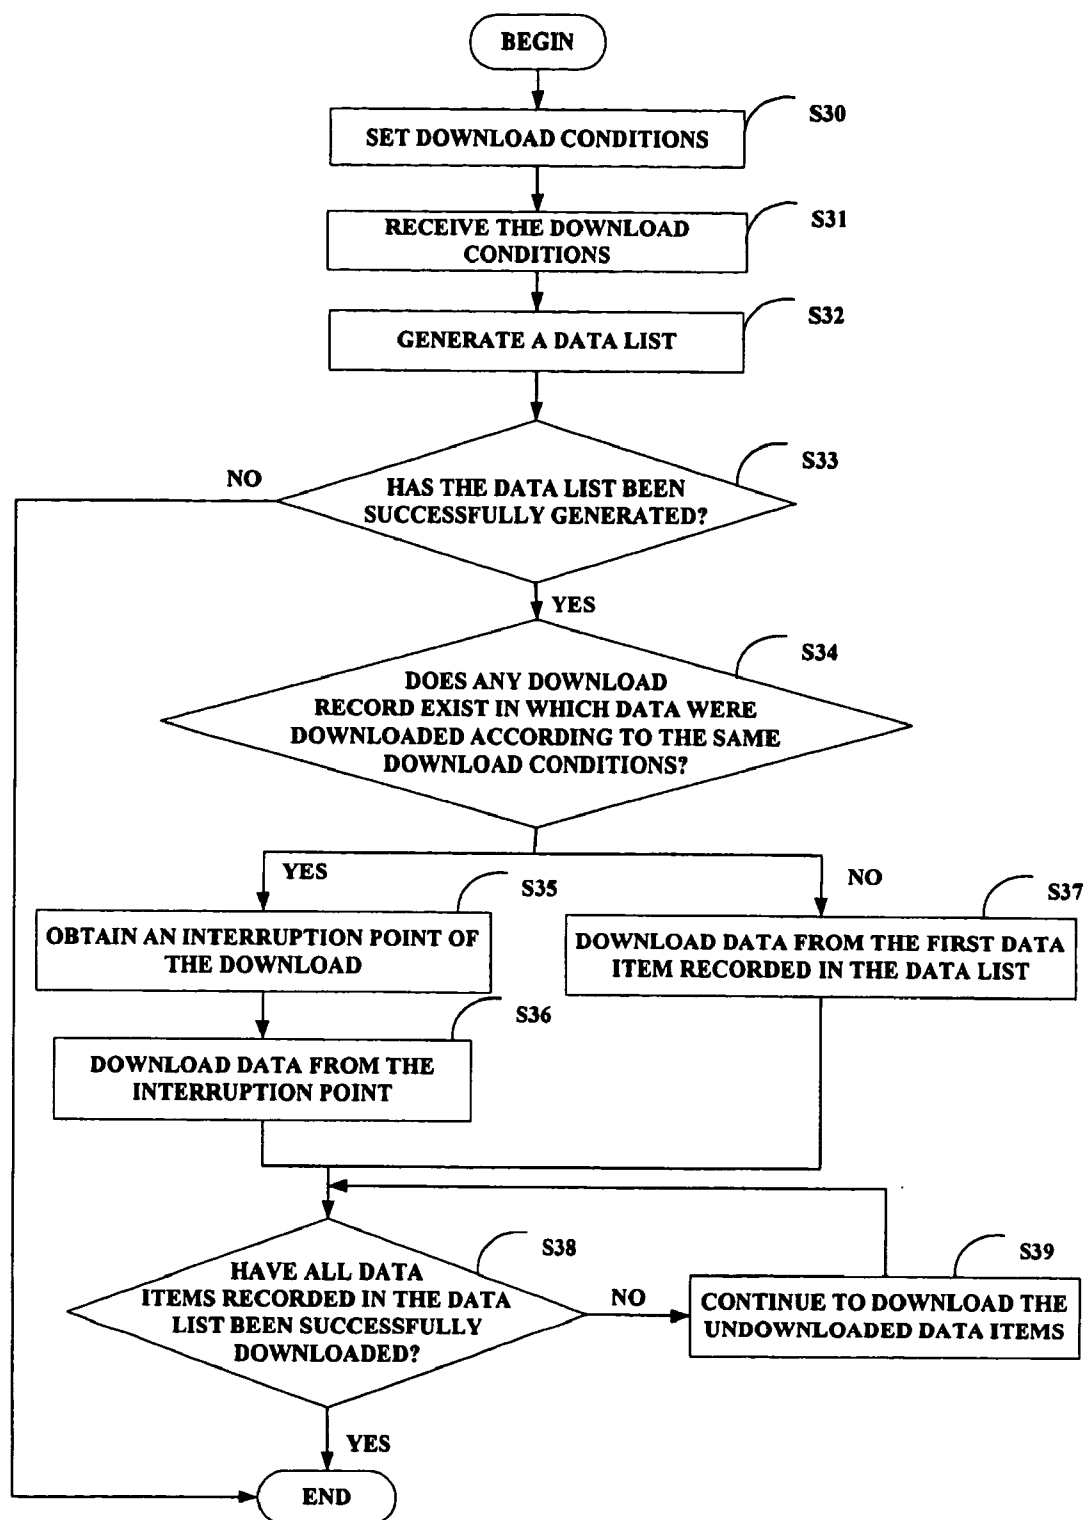 BEGIN
S30
SET DOWNLOAD CONDITIONS
S31
RECEIVE THE DOWNLOAD
CONDITIONS
S32
GENERATE A DATA LIST
S33
NO
HAS THE DATA LIST BEEN
SUCCESSFULLY GENERATED?
YES
S34
DOES ANY DOWNLOAD
RECORD EXIST IN WHICH DATA WERE
DOWNLOADED ACCORDING TO THE SAME
DOWNLOAD CONDITIONS?
YES
NO
S35
S37
OBTAIN AN INTERRUPTION POINT OF
THE DOWNLOAD
DOWNLOAD DATA FROM THE FIRST DATA
ITEM RECORDED IN THE DATA LIST
S36
DOWNLOAD DATA FROM THE
INTERRUPTION POINT
S38
S39
HAVE ALL DATA
ITEMS RECORDED IN THE DATA
LIST BEEN SUCCESSFULLY
DOWNLOADED?
NO
CONTINUE TO DOWNLOAD THE
UNDOWNLOADED DATA ITEMS
YES
END